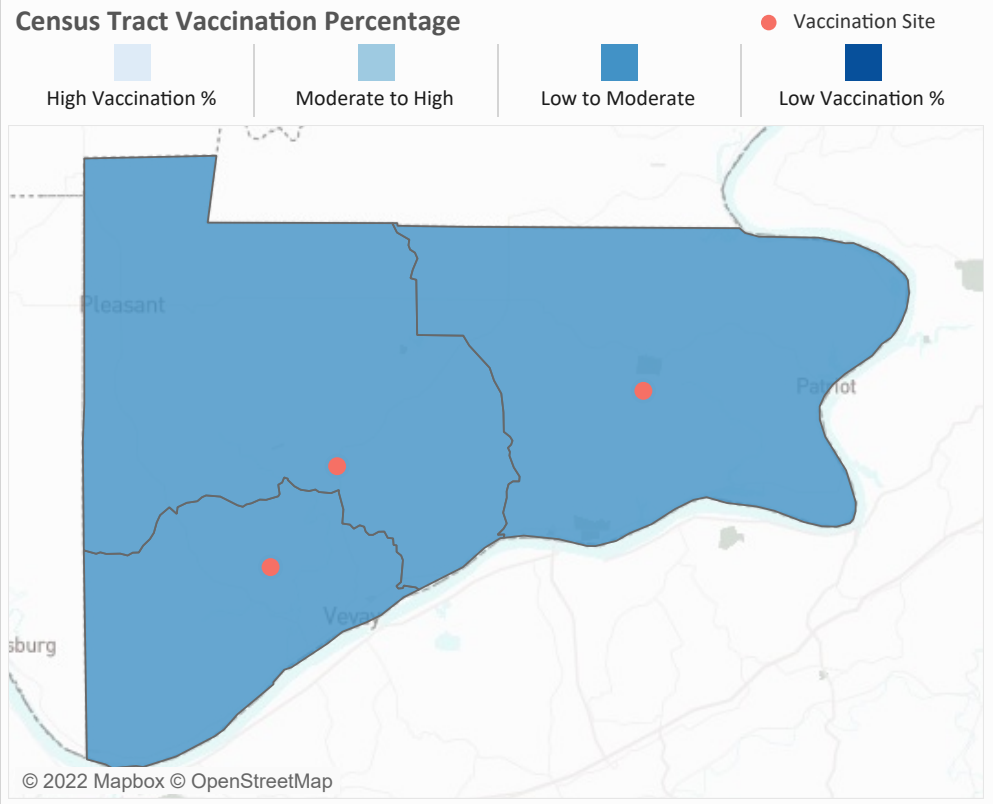 Census Tract Vaccination Percentage
Vaccination Site
High Vaccination %
Moderate to High
Low to Moderate
Low Vaccination %
Pleasant
Patriot
Vevay
sburg
© 2022 Mapbox © OpenStreetMap